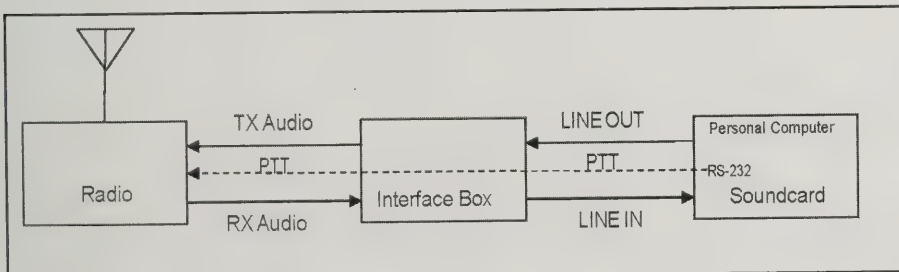 TX Audio
LINE OUT
Personal Computer
PTT
PTT
RS-232
Radio
Interface Box
Soundcard
RX Audio
LINE IN